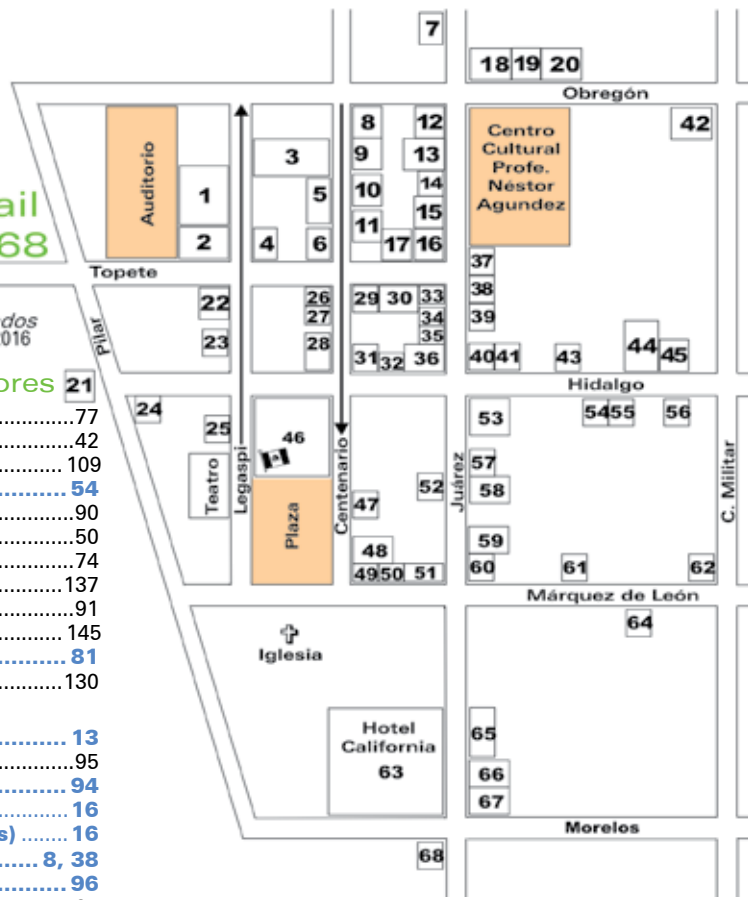 7
18 19 20
Obregón
Auditorio
1
2
3
5
4
6
8
9
10
11
12
13
14
15
17 16
Centro
Cultural
Profe.
Néstor
Agundez
42
ail
68
Topete
dos
2016
Pilar
ores 21
22
23
26
27
28
29 30 33
34
35
31 32 36
37
38
39
40 41 43 44 45
Hidalgo
24
25
Teatro
Legaspi
46
Plaza
Centenario
47
48
49 50 51
52
Juárez
53
54 55 56
57
58
59
60 61 62
C. Militar
Márquez de León
64
Iglesia
Hotel
California
63
65
66
67
Morelos
68
..............77
..............42
............ 109
............ 54
..............90
..............50
..............74
............137
..............91
............ 145
............ 81
............130
............ 13
..............95
............ 94
............ 16
s) ........ 16
....... 8, 38
............ 96